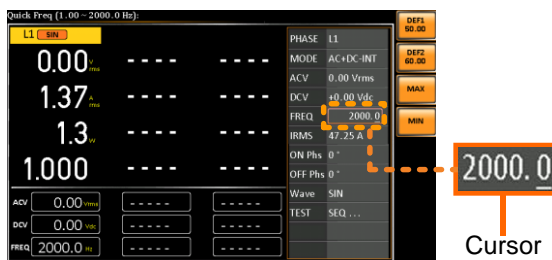 Quick Freq (1.00~2000.0 Hz):
L1 SIN
0.00 Vrms ---- ----
1.37 Arms ---- ----
1.3 W ---- ----
1.000 ---- ----
ACV 0.00 Vrms ----- -----
DCV 0.00 Vdc ----- -----
FREQ 2000.0 Hz ----- -----
PHASE L1
MODE AC+DC-INT
ACV 0.00 Vrms
DCV +0.00 Vdc
FREQ 2000.0
IRMS 47.25 A
ON Phs 0 °
OFF Phs 0 °
Wave SIN
TEST SEQ ...
DEF1
50.00
DEF2
60.00
MAX
MIN
2000.0
Cursor